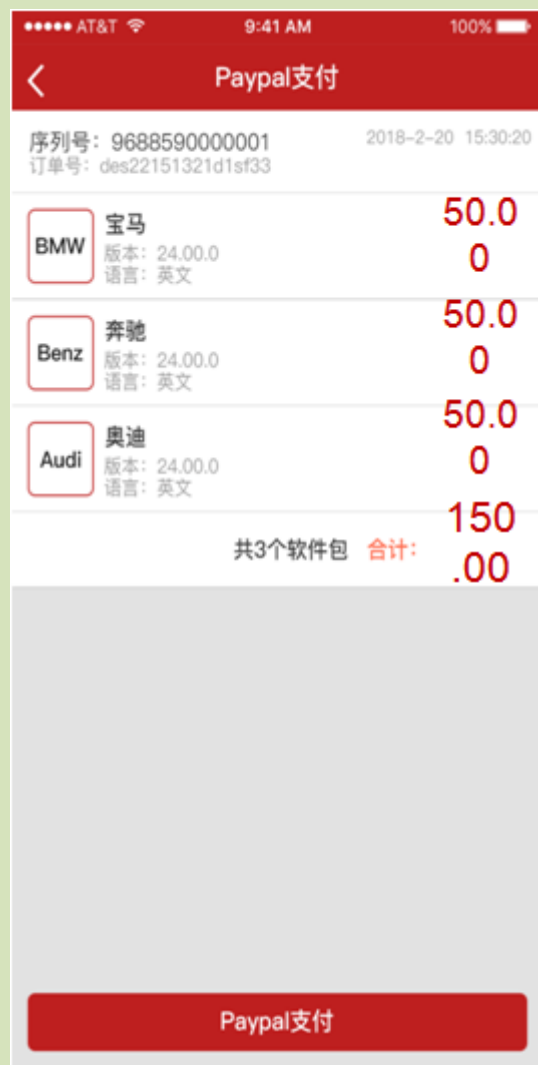 AT&T 9:41 AM 100%
Paypal支付
序列号：9688590000001 2018-2-20 15:30:20
订单号：des22151321d1sf33
BMW
宝马
版本：24.00.0
语言：英文
50.0
0
Benz
奔驰
版本：24.00.0
语言：英文
50.0
0
Audi
奥迪
版本：24.00.0
语言：英文
50.0
0
共3个软件包 合计：
150
.00
Paypal支付